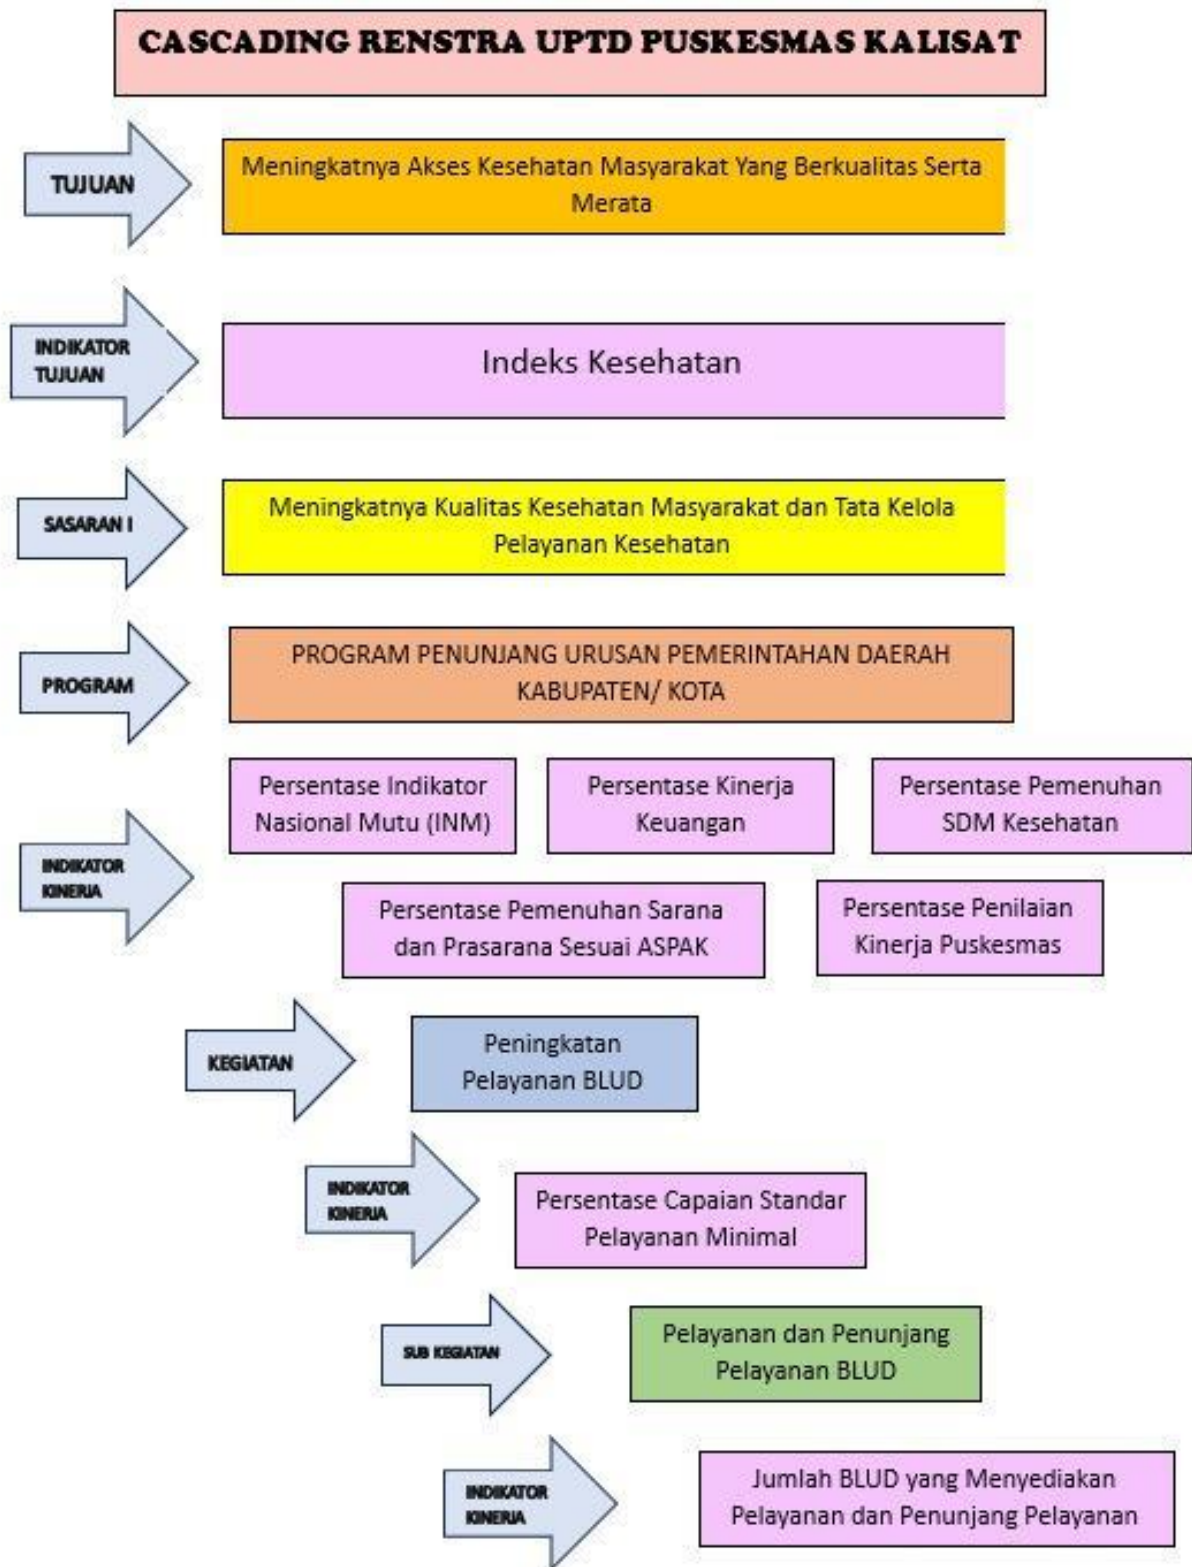 CASCADING RENSTRA UPTD PUSKESMAS KALISAT
TUJUAN
Meningkatnya Akses Kesehatan Masyarakat Yang Berkualitas Serta
Merata
INDIKATOR
TUJUAN
Indeks Kesehatan
SASARAN I
Meningkatnya Kualitas Kesehatan Masyarakat dan Tata Kelola
Pelayanan Kesehatan
PROGRAM
PROGRAM PENUNJANG URUSAN PEMERINTAHAN DAERAH
KABUPATEN/ KOTA
INDIKATOR
KINERJA
Persentase Indikator
Nasional Mutu (INM)
Persentase Kinerja
Keuangan
Persentase Pemenuhan
SDM Kesehatan
Persentase Pemenuhan Sarana
dan Prasarana Sesuai ASPAK
Persentase Penilaian
Kinerja Puskesmas
KEGIATAN
Peningkatan
Pelayanan BLUD
INDIKATOR
KINERJA
Persentase Capaian Standar
Pelayanan Minimal
SUB KEGIATAN
Pelayanan dan Penunjang
Pelayanan BLUD
INDIKATOR
KINERJA
Jumlah BLUD yang Menyediakan
Pelayanan dan Penunjang Pelayanan